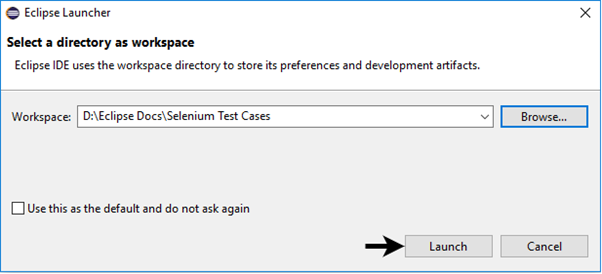 Eclipse Launcher
Select a directory as workspace
Eclipse IDE uses the workspace directory to store its preferences and development artifacts.
Workspace: D:\Eclipse Docs\Selenium Test Cases Browse...
Use this as the default and do not ask again
Launch Cancel